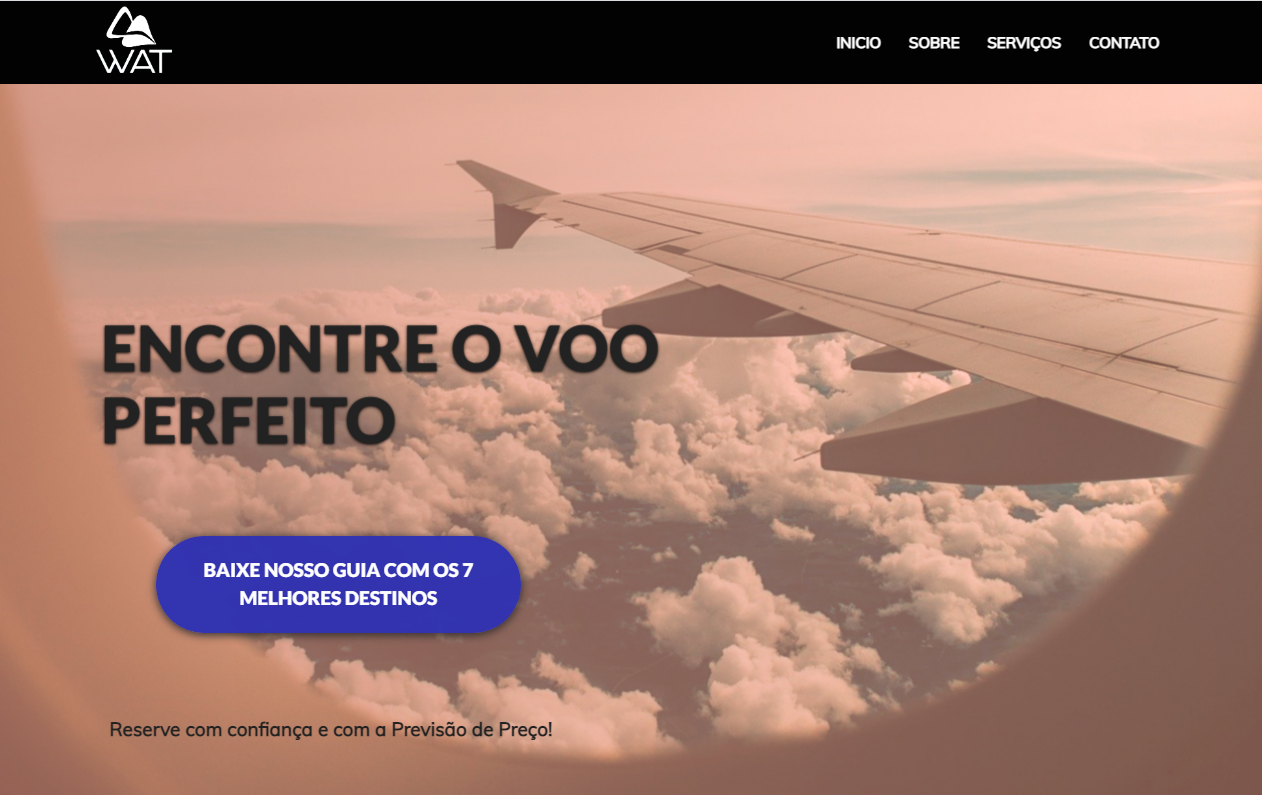 WAT
INICIO SOBRE SERVIÇOS CONTATO
ENCONTRE O VOO
PERFEITO
BAIXE NOSSO GUIA COM OS 7
MELHORES DESTINOS
Reserve com confiança e com a Previsão de Preço!